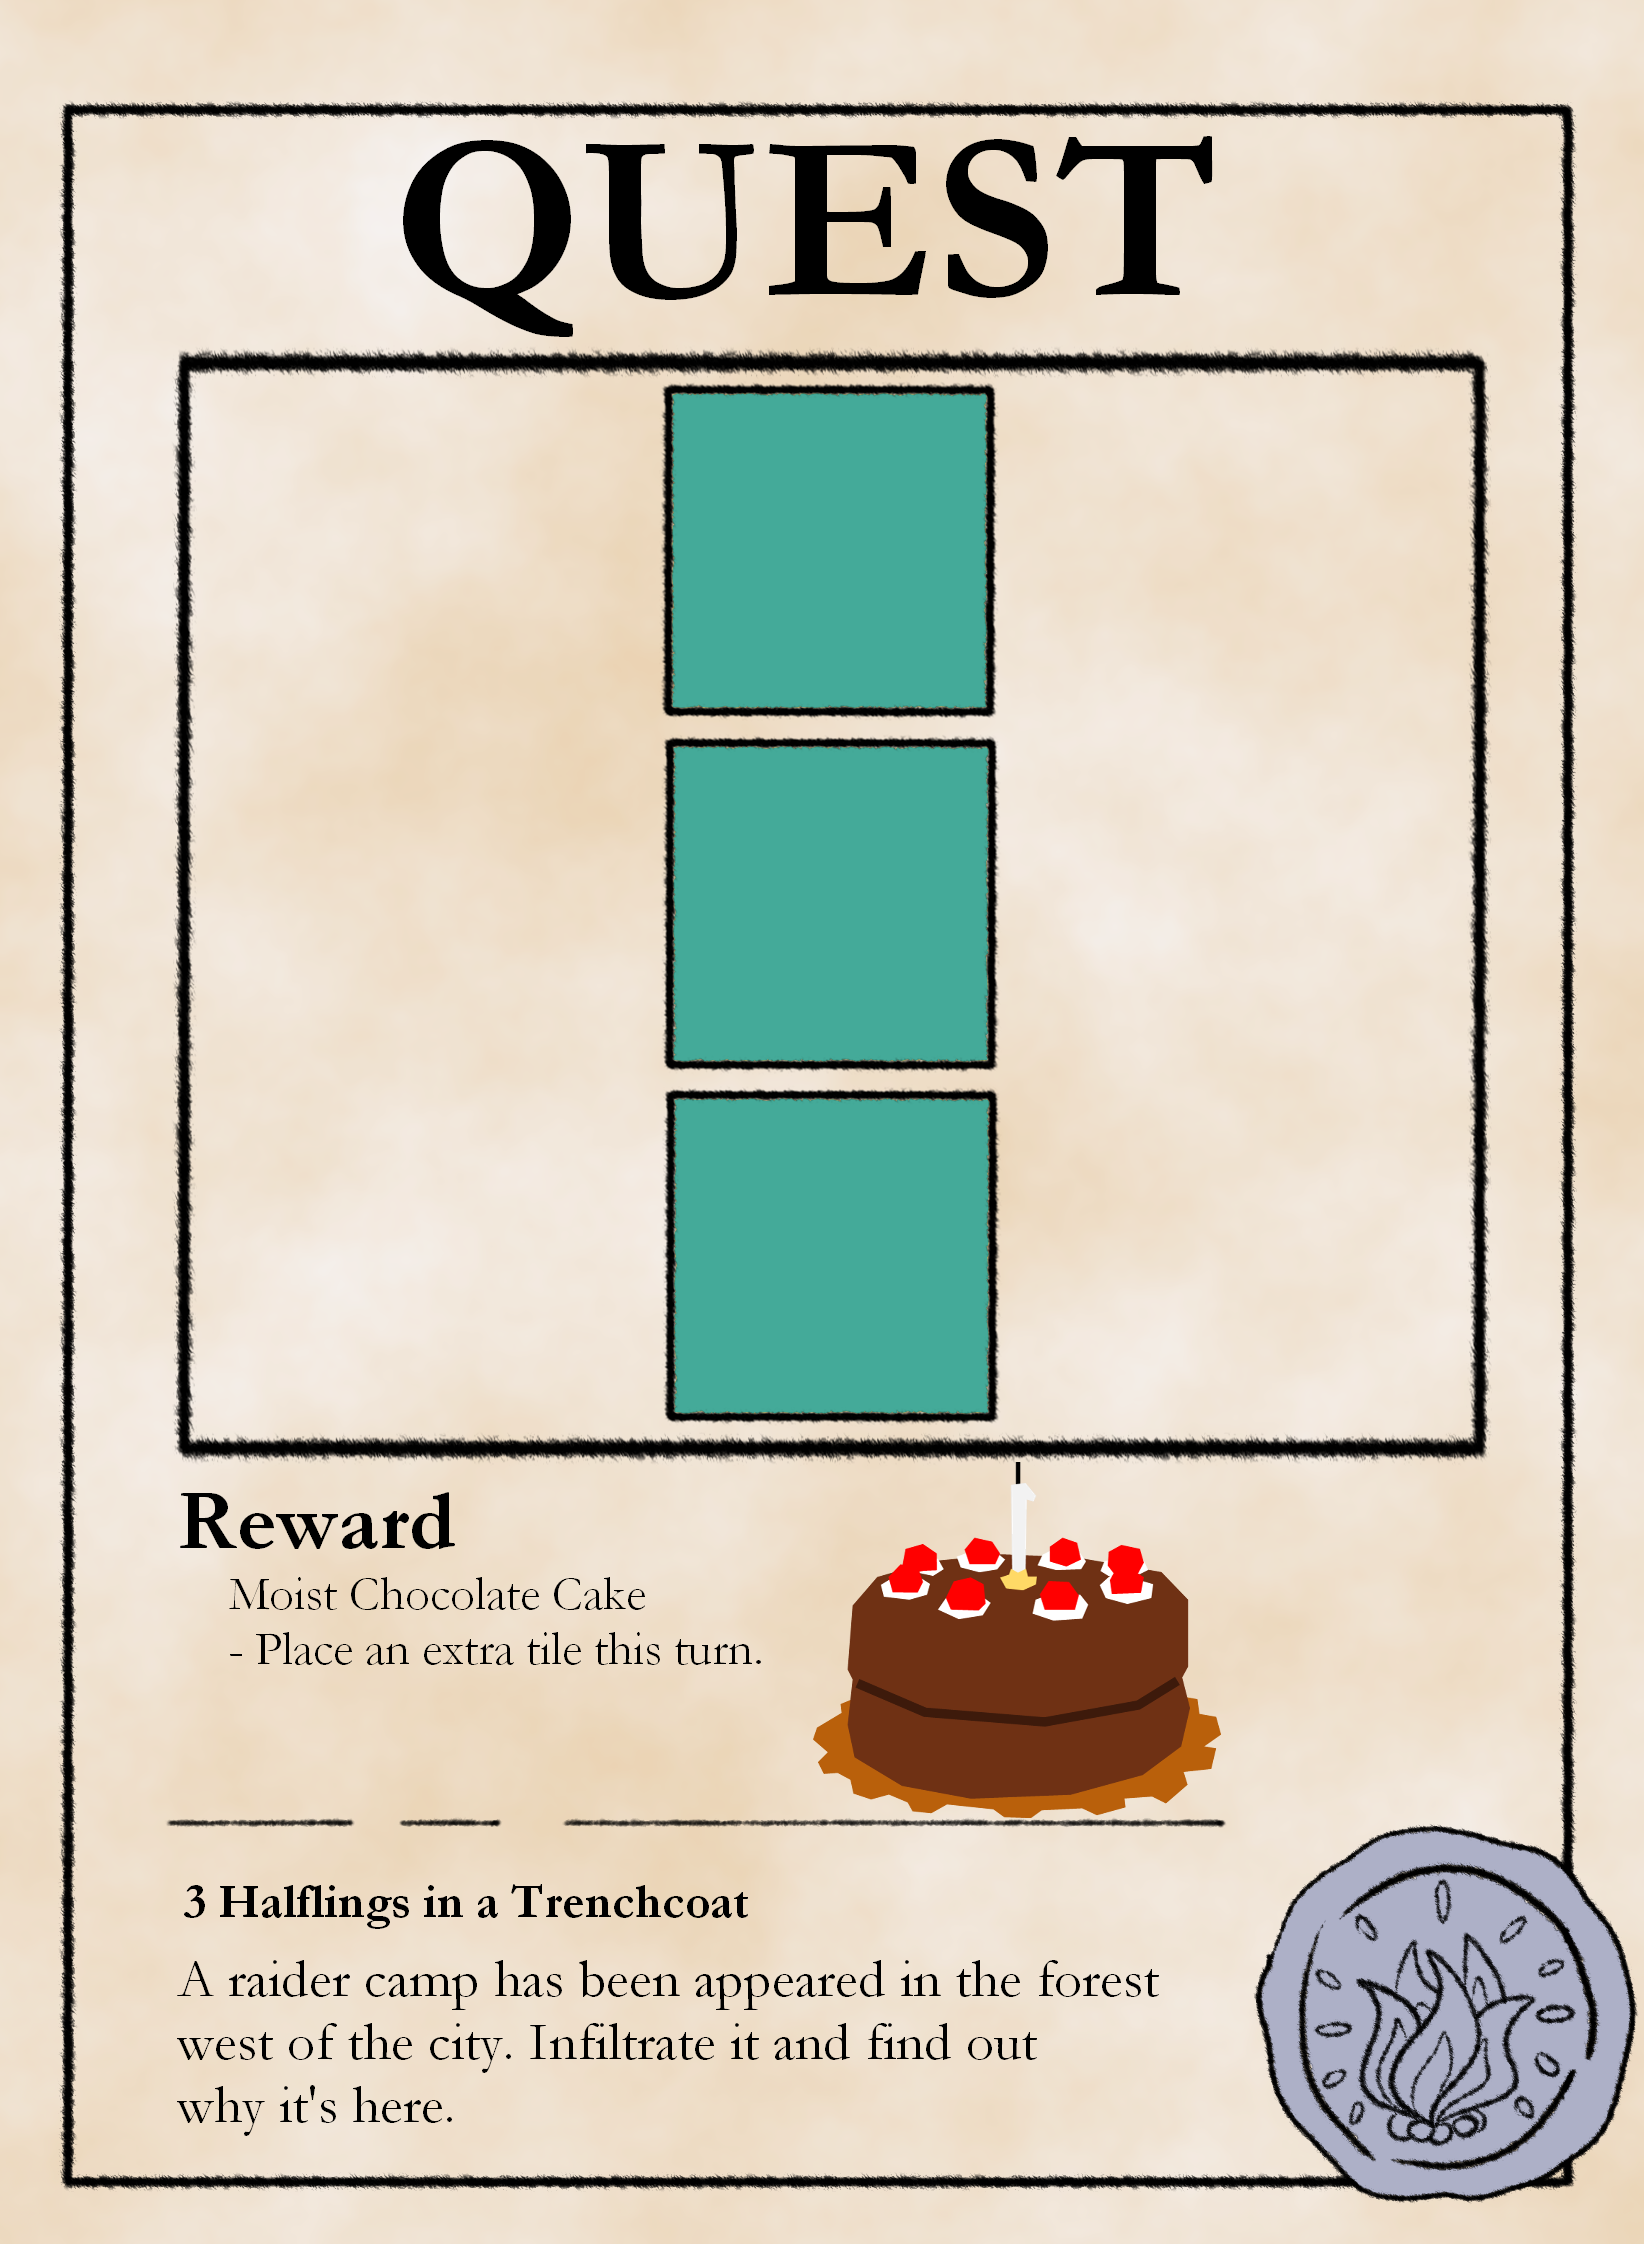 QUEST
Reward
Moist Chocolate Cake
- Place an extra tile this turn.
3 Halflings in a Trenchcoat
A raider camp has been appeared in the forest
west of the city. Infiltrate it and find out
why it's here.